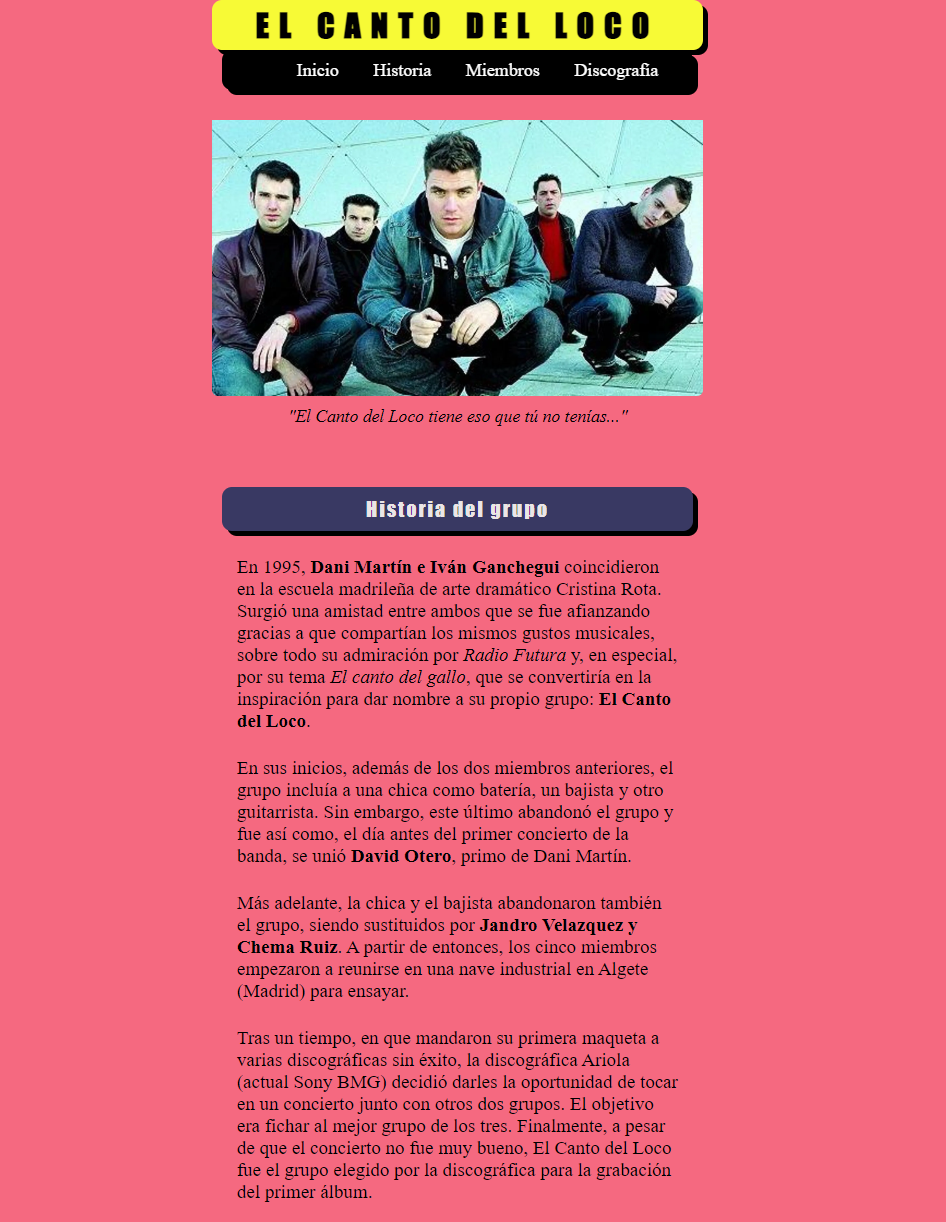 EL CANTO DEL LOCO
Inicio Historia Miembros Discografía
"El Canto del Loco tiene eso que tú no tenías..."
Historia del grupo
En 1995, Dani Martín e Iván Ganchegui coincidieron
en la escuela madrileña de arte dramático Cristina Rota.
Surgió una amistad entre ambos que se fue afianzando
gracias a que compartían los mismos gustos musicales,
sobre todo su admiración por Radio Futura y, en especial,
por su tema El canto del gallo, que se convertiría en la
inspiración para dar nombre a su propio grupo: El Canto
del Loco.
En sus inicios, además de los dos miembros anteriores, el
grupo incluía a una chica como batería, un bajista y otro
guitarrista. Sin embargo, este último abandonó el grupo y
fue así como, el día antes del primer concierto de la
banda, se unió David Otero, primo de Dani Martín.
Más adelante, la chica y el bajista abandonaron también
el grupo, siendo sustituidos por Jandro Velazquez y
Chema Ruiz. A partir de entonces, los cinco miembros
empezaron a reunirse en una nave industrial en Algete
(Madrid) para ensayar.
Tras un tiempo, en que mandaron su primera maqueta a
varias discográficas sin éxito, la discográfica Ariola
(actual Sony BMG) decidió darles la oportunidad de tocar
en un concierto junto con otros dos grupos. El objetivo
era fichar al mejor grupo de los tres. Finalmente, a pesar
de que el concierto no fue muy bueno, El Canto del Loco
fue el grupo elegido por la discográfica para la grabación
del primer álbum.